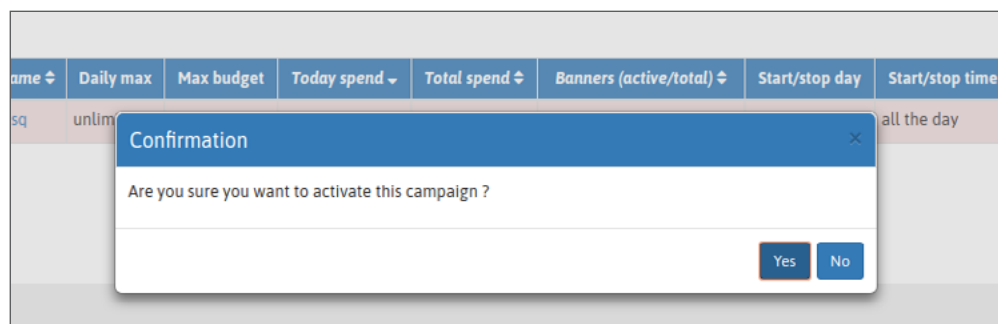 ame Daily max Max budget Today spend Total spend Banners (active/total) Start/stop day Start/stop time
sq unlim all the day
Confirmation ×
Are you sure you want to activate this campaign ?
Yes No